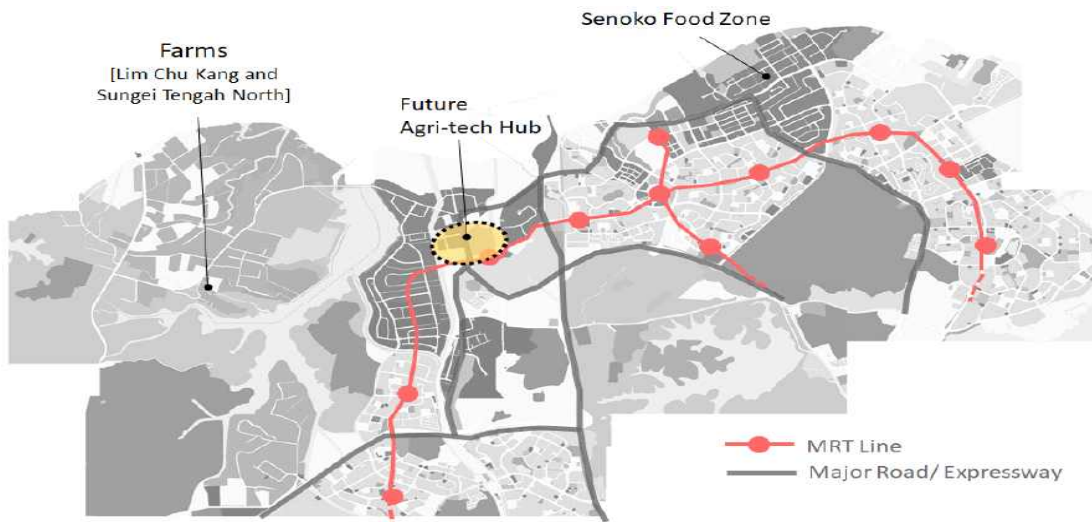 Senoko Food Zone
Farms
[Lim Chu Kang and
Sungei Tengah North]
Future
Agri-tech Hub
MRT Line
Major Road/ Expressway